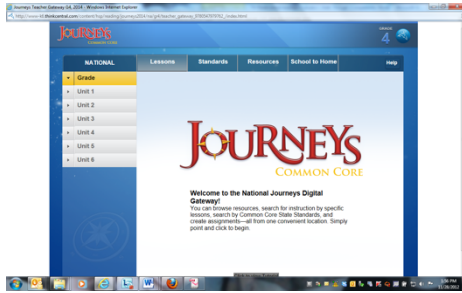 Journeys Teacher Gateway G4, 2014 - Windows Internet Explorer
JOURNEYS
COMMON CORE
GRADE
4
NATIONAL
Lessons
Standards
Resources
School to Home
Help
Grade
Unit 1
Unit 2
Unit 3
Unit 4
Unit 5
Unit 6
JOURNEYS
COMMON CORE
Welcome to the National Journeys Digital
Gateway!
You can browse resources, search for
instruction by specific
lessons, search by Common Core
State Standards, and
create assignments—all from one
convenient location. Simply
point and click to begin.